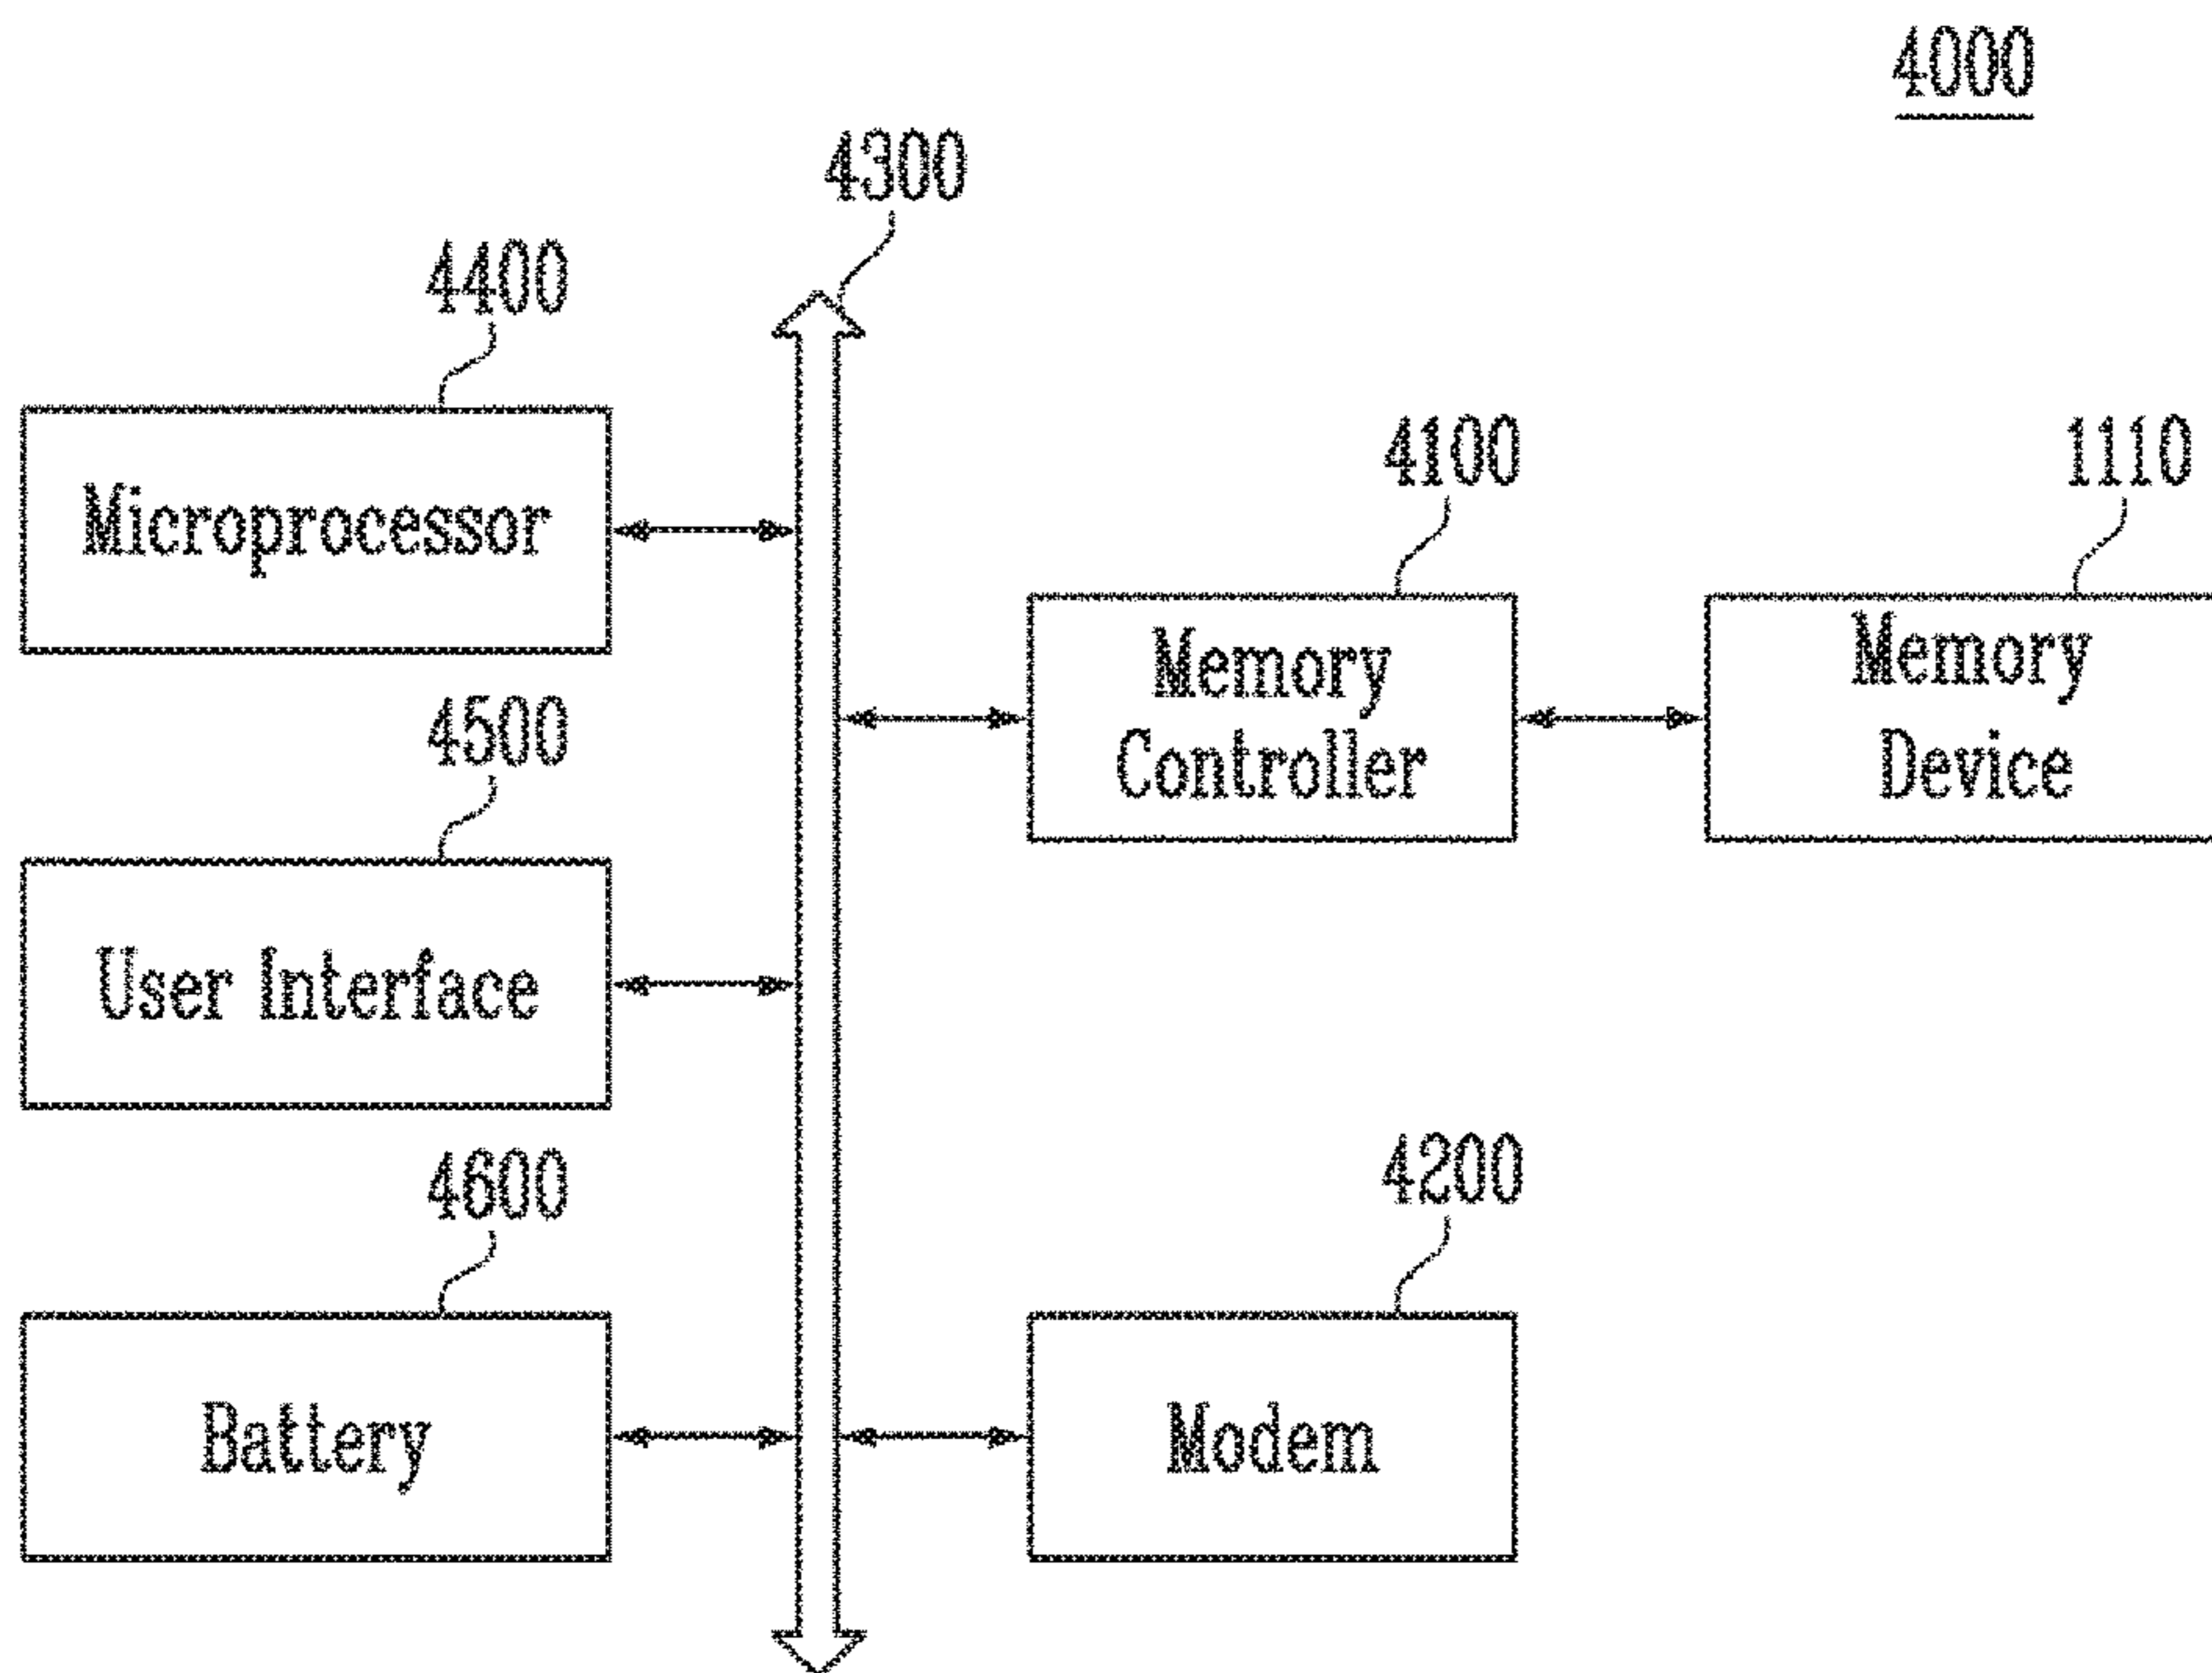 4000
4300
4400
Microprocessor
4100
1110
Memory
Controller
Memory
Device
4500
User Interface
4600
4200
Battery
Modem